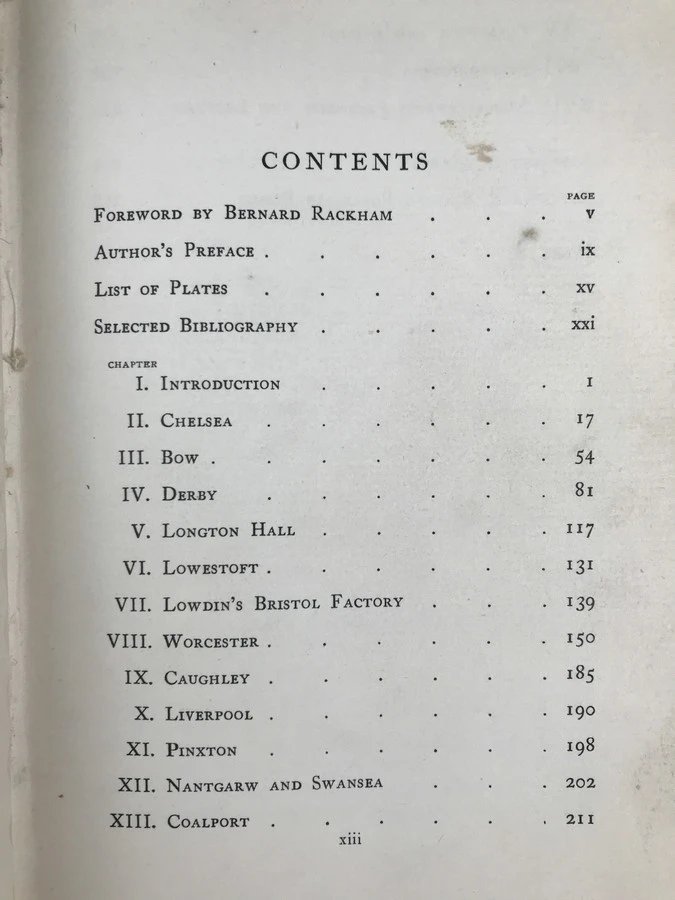 CONTENTS
PAGE
FOREWORD BY BERNARD RACKHAM . . . v
AUTHOR'S PREFACE . . . . . . ix
LIST OF PLATES . . . . . . xv
SELECTED BIBLIOGRAPHY . . . . . xxi
CHAPTER
I. INTRODUCTION . . . . . 1
II. CHELSEA . . . . . . 17
III. BOW . . . . . . . 54
IV. DERBY . . . . . . 81
V. LONGTON HALL . . . . . 117
VI. LOWESTOFT . . . . . . 131
VII. LOWDIN'S BRISTOL FACTORY . . . 139
VIII. WORCESTER . . . . . . 150
IX. CAUGHLEY . . . . . . 185
X. LIVERPOOL . . . . . . 190
XI. PINXTON . . . . . . 198
XII. NANTGARW AND SWANSEA . . . 202
XIII. COALPORT . . . . . . 211
xiii